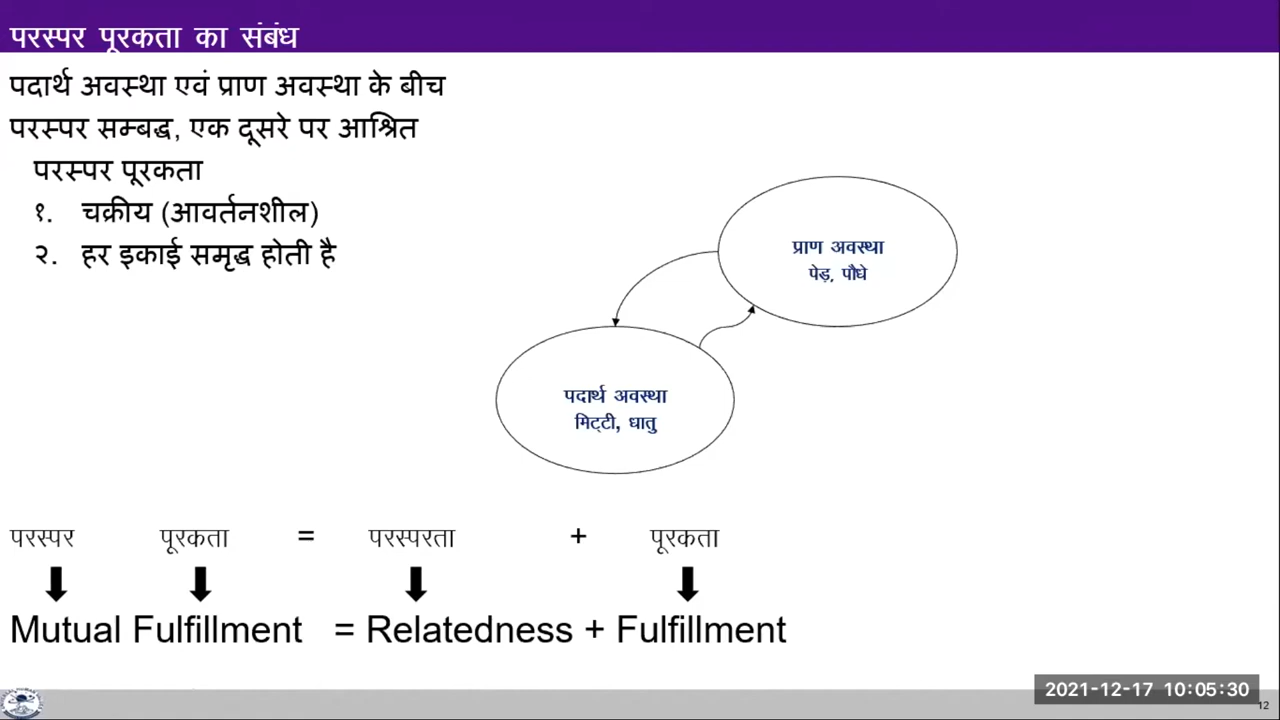 परस्पर पूरकता का संबंध
पदार्थ अवस्था एवं प्राण अवस्था के बीच
परस्पर सम्बद्ध, एक दूसरे पर आश्रित
परस्पर पूरकता
१. चक्रीय (आवर्तनशील)
२. हर इकाई समृद्ध होती है
प्राण अवस्था
पेड़, पौधे
पदार्थ अवस्था
मिट्टी, धातु
परस्पर पूरकता = परस्परता + पूरकता
Mutual Fulfillment = Relatedness + Fulfillment
2021-12-17 10:05:30
12